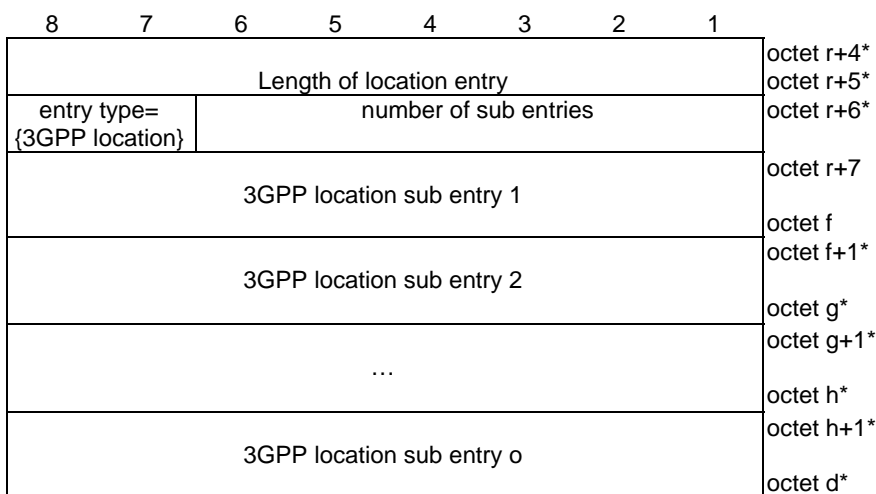 8 7 6 5 4 3 2 1
octet r+4*
Length of location entry octet r+5*
entry type= number of sub entries octet r+6*
{3GPP location}
octet r+7
3GPP location sub entry 1
octet f
octet f+1*
3GPP location sub entry 2
octet g*
octet g+1*
…
octet h*
octet h+1*
3GPP location sub entry o
octet d*